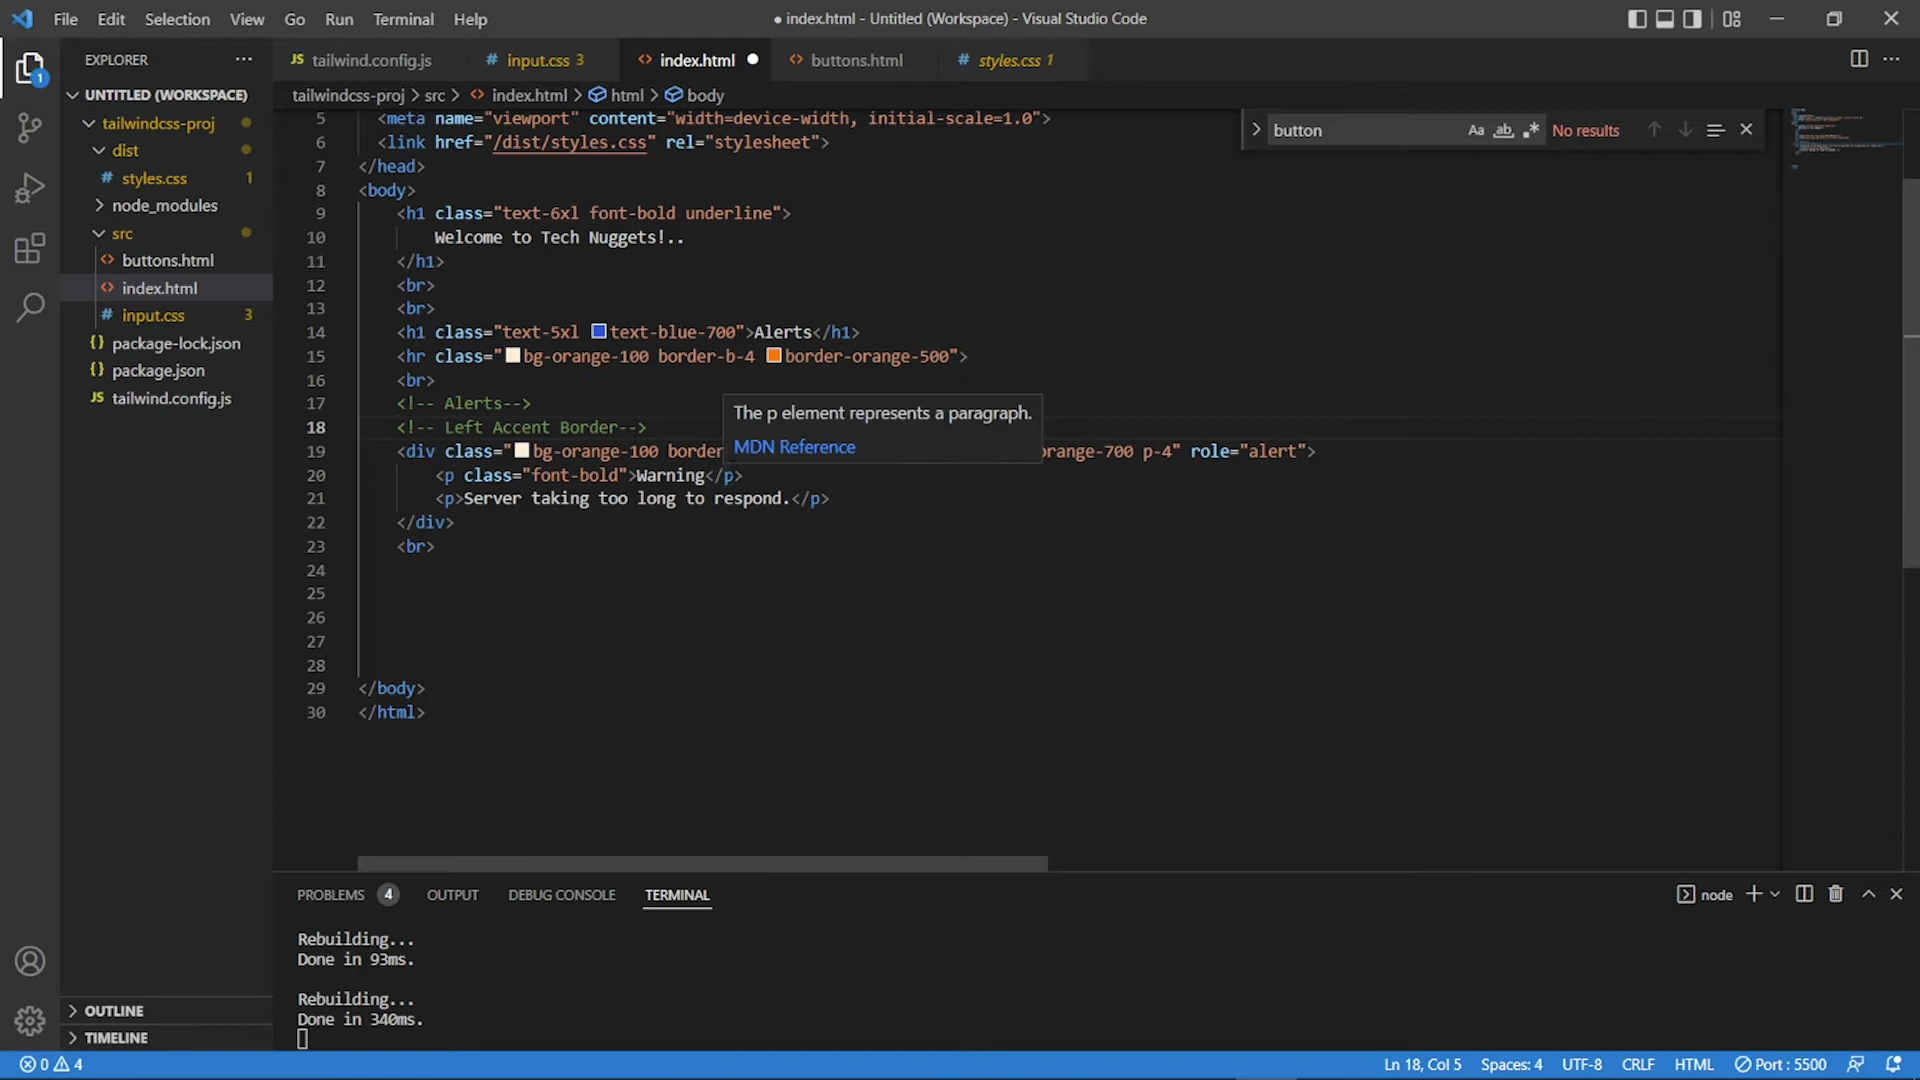 File Edit Selection View Go Run Terminal Help
● index.html - Untitled (Workspace) - Visual Studio Code
EXPLORER
JS tailwind.config.js
# input.css 3
<> index.html
<> buttons.html
# styles.css 1
UNTITLED (WORKSPACE)
tailwindcss-proj
dist
# styles.css 1
node_modules
src
<> buttons.html
<> index.html
# input.css 3
{} package-lock.json
{} package.json
JS tailwind.config.js
OUTLINE
TIMELINE
1
tailwindcss-proj > src > <> index.html > html > body
button Aa ab No results
5 <meta name="viewport" content="width=device-width, initial-scale=1.0">
6 <link href="/dist/styles.css" rel="stylesheet">
7 </head>
8 <body>
9 <h1 class="text-6xl font-bold underline">
10 Welcome to Tech Nuggets!..
11 </h1>
12 <br>
13 <br>
14 <h1 class="text-5xl text-blue-700">Alerts</h1>
15 <hr class="bg-orange-100 border-b-4 border-orange-500">
16 <br>
17 <!-- Alerts-->
18 <!-- Left Accent Border-->
The p element represents a paragraph.
MDN Reference
19 <div class="bg-orange-100 border orange-700 p-4" role="alert">
20 <p class="font-bold">Warning</p>
21 <p>Server taking too long to respond.</p>
22 </div>
23 <br>
24
25
26
27
28
29 </body>
30 </html>
PROBLEMS 4 OUTPUT DEBUG CONSOLE TERMINAL
node
Rebuilding...
Done in 93ms.
Rebuilding...
Done in 340ms.
0 4
Ln 18, Col 5 Spaces: 4 UTF-8 CRLF HTML Port : 5500